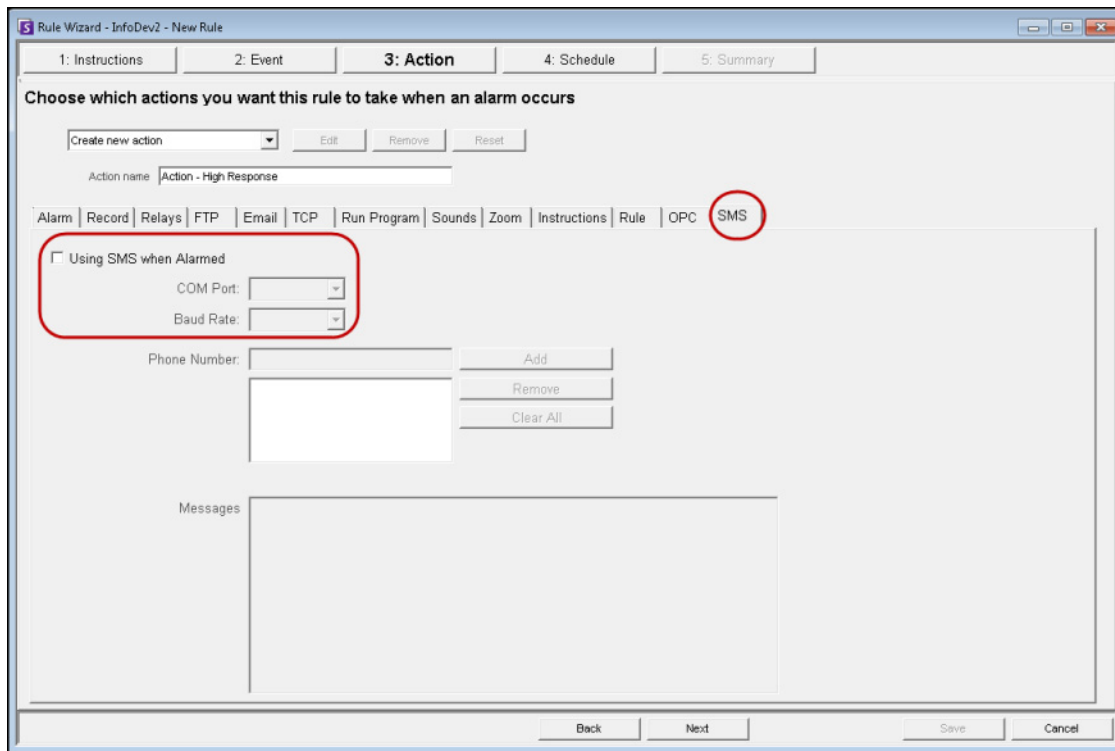 Rule Wizard - InfoDev2 - New Rule
1: Instructions 2: Event 3: Action 4: Schedule 5: Summary
Choose which actions you want this rule to take when an alarm occurs
Create new action Edit Remove Reset
Action name Action - High Response
Alarm Record Relays FTP Email TCP Run Program Sounds Zoom Instructions Rule OPC SMS
Using SMS when Alarmed
COM Port:
Baud Rate:
Phone Number: Add
Remove
Clear All
Messages
Back Next Save Cancel